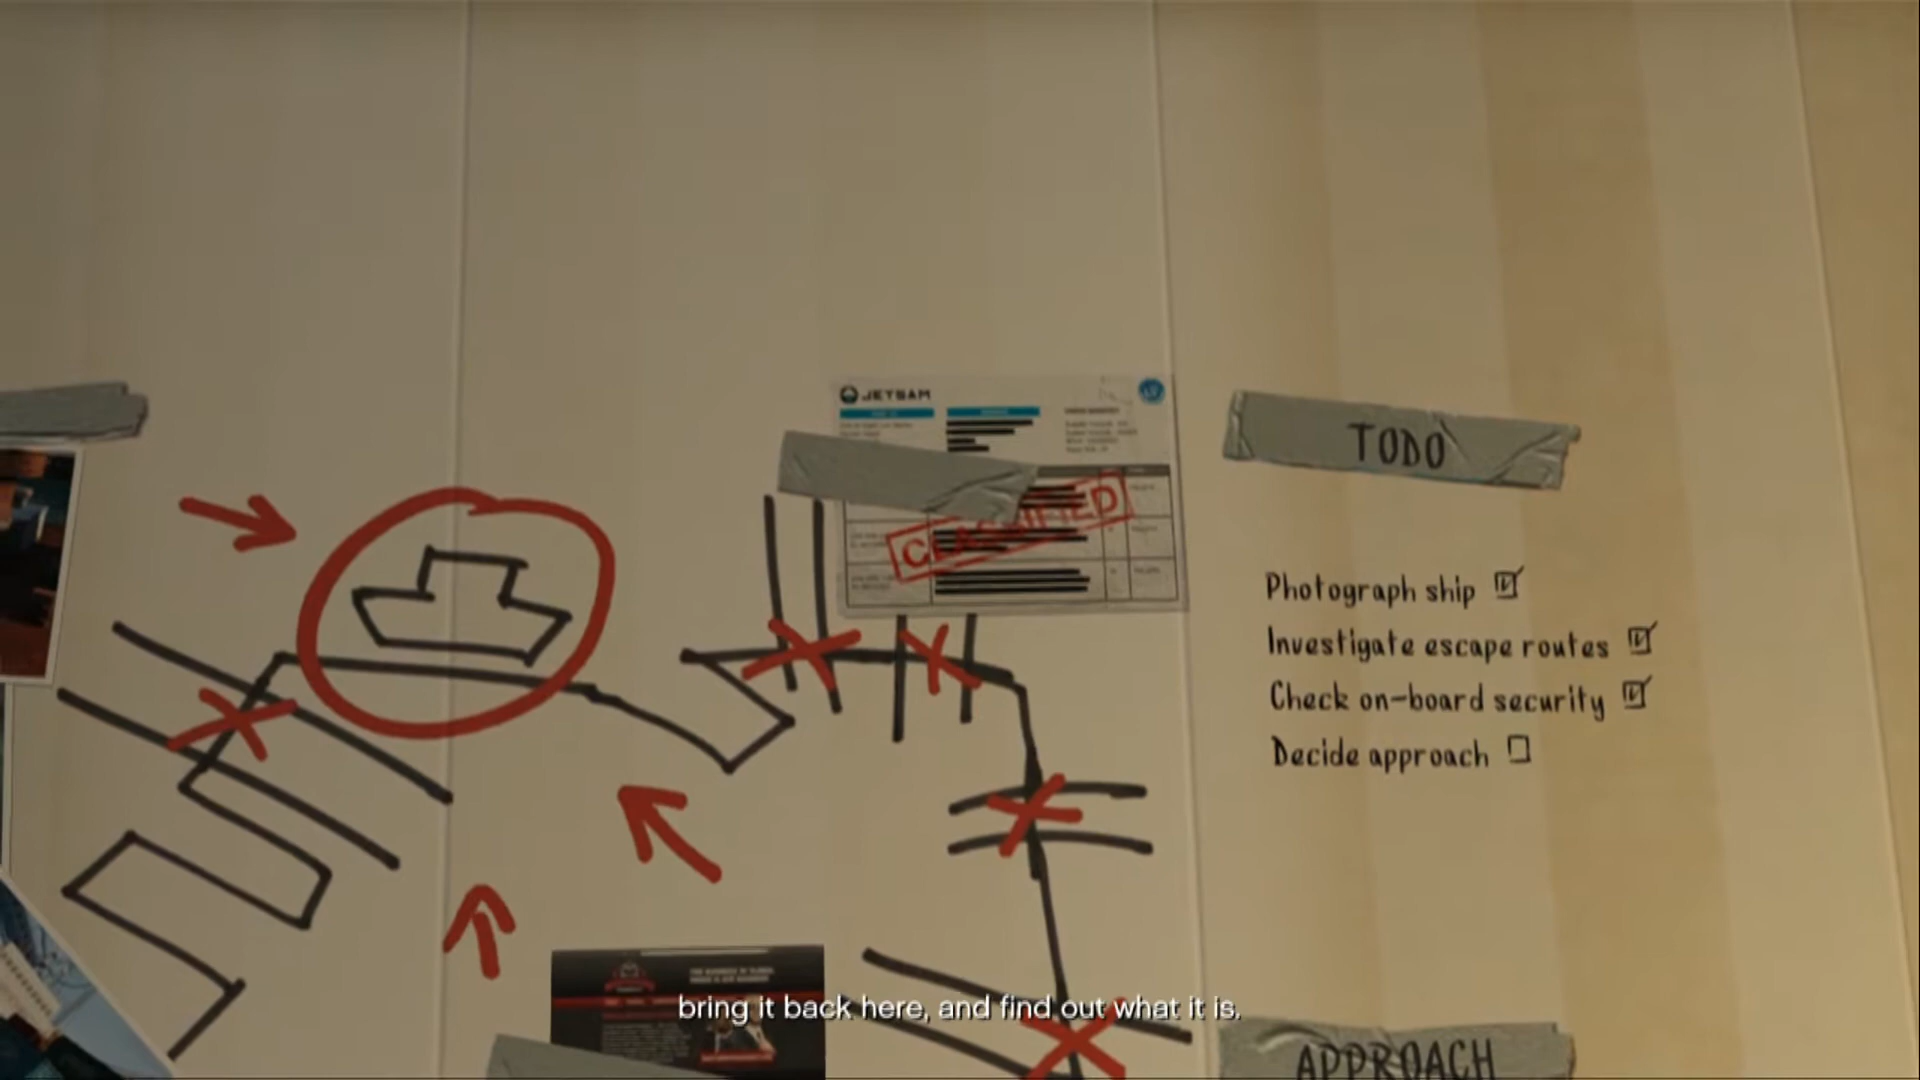 JETSAM
CLASSIFIED
TODO
Photograph ship
Investigate escape routes
Check on-board security
Decide approach
bring it back here, and find out what it is.
APPROACH